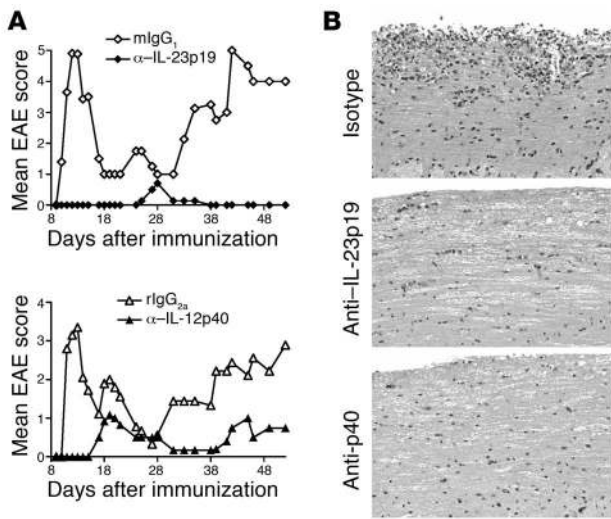 A
mIgG1
α–IL-23p19
Mean EAE score
5
4
3
2
1
0
8 18 28 38 48
Days after immunization
rIgG2a
α–IL-12p40
Mean EAE score
4
3
2
1
0
8 18 28 38 48
Days after immunization
B
Isotype
Anti–IL-23p19
Anti-p40